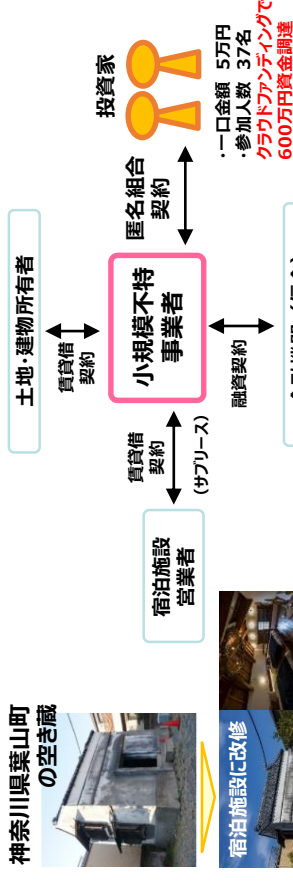 神奈川県葉山町
の空き蔵
宿泊施設に改修
土地・建物所有者
賃貸借
契約
宿泊施設
営業者
賃貸借
契約
(サブリース)
小規模不特
事業者
匿名組合
契約
投資家
・一口金額 5万円
・参加人数 37名
クラウドファンディングで
600万円資金調達
融資契約